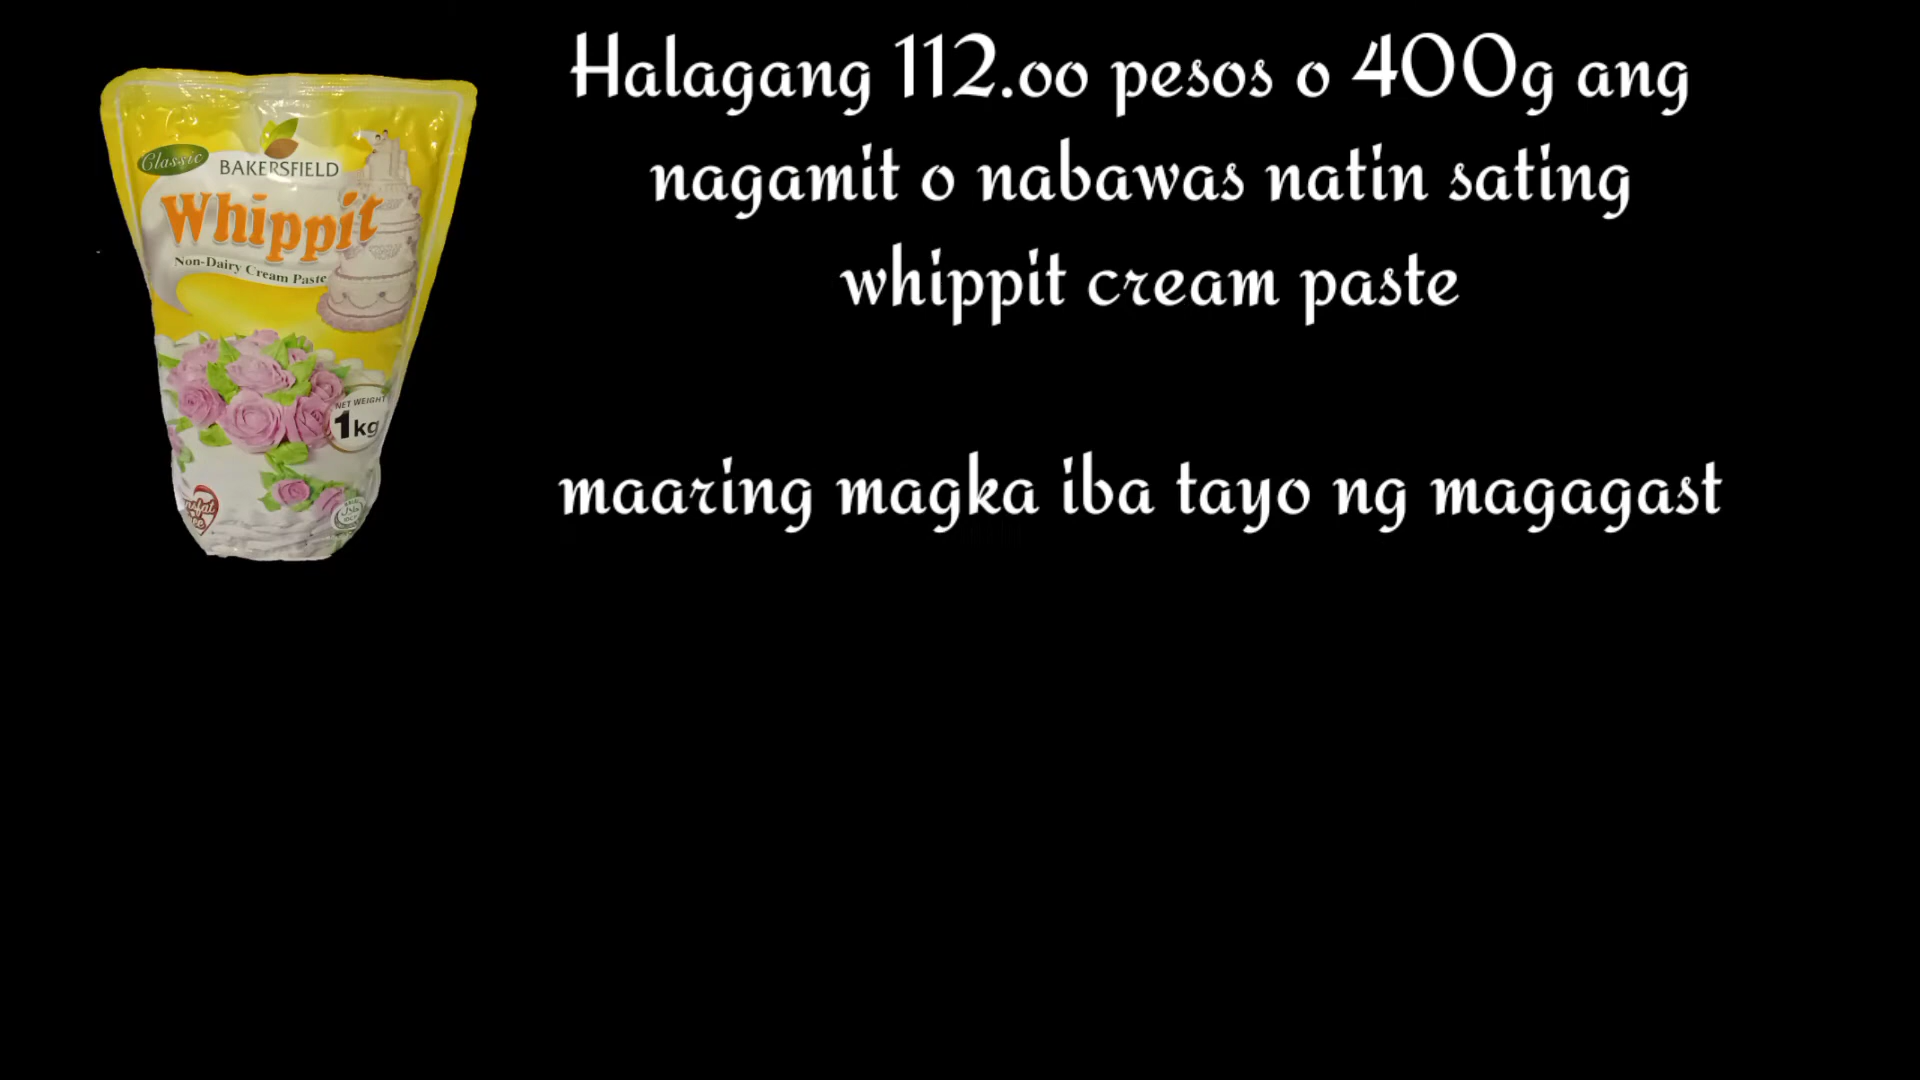 Halagang 112.oo pesos o 400g ang
nagamit o nabawas natin sating
whippit cream paste
maaring magka iba tayo ng magagast
Classic
BAKERSFIELD
Whippit
Non-Dairy Cream Paste
NET WEIGHT
1kg